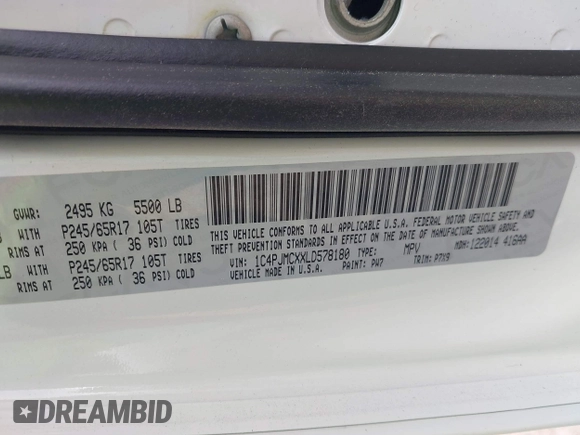 GVWR: 2495 KG 5500 LB
WITH P245/65R17 105T TIRES
RIMS AT 250 KPA ( 36 PSI) COLD
LB WITH P245/65R17 105T TIRES
RIMS AT 250 KPA ( 36 PSI) COLD
THIS VEHICLE CONFORMS TO ALL APPLICABLE U.S.A. FEDERAL MOTOR VEHICLE SAFETY, BUMPER, AND
THEFT PREVENTION STANDARDS IN EFFECT ON THE DATE OF MANUFACTURE SHOWN ABOVE.
VIN: 1C4PJMCXXLD578180 TYPE: MPV MDH: 122014 416AA
VEHICLE MADE IN U.S.A. PAINT: PW7 TRIM: P7X9
DREAMBID